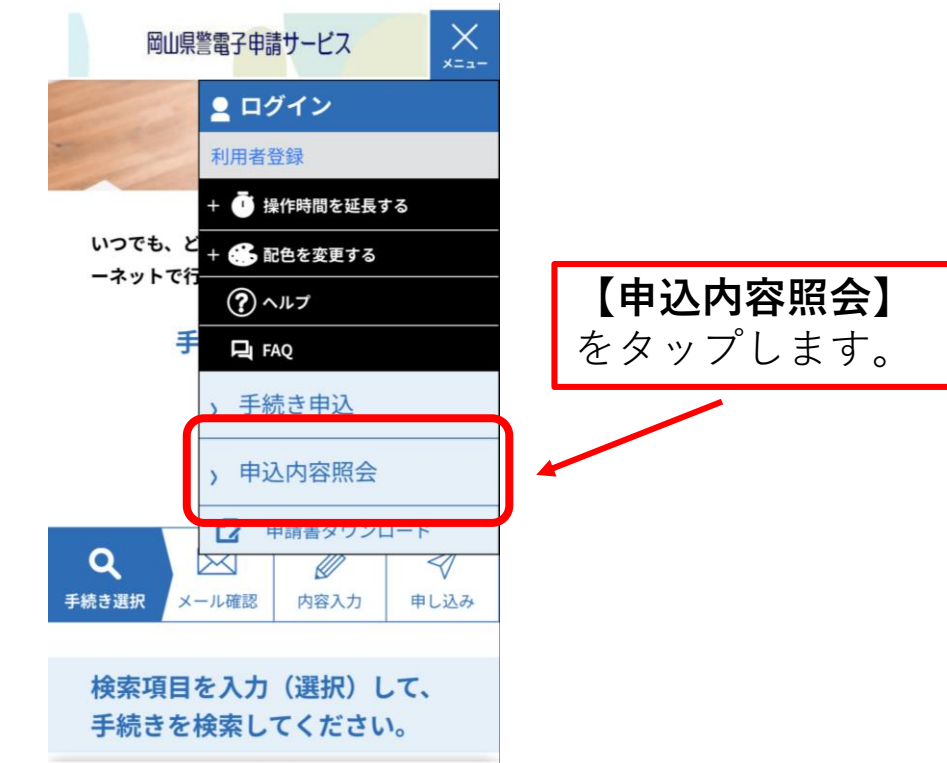 岡山県警電子申請サービス
メニュー
ログイン
利用者登録
+ 操作時間を延長する
いつでも、ど
+ 配色を変更する
ーネットで行
ヘルプ
手
FAQ
手続き申込
申込内容照会
申請書ダウンロード
手続き選択
メール確認
内容入力
申し込み
検索項目を入力（選択）して、
手続きを検索してください。
【申込内容照会】
をタップします。